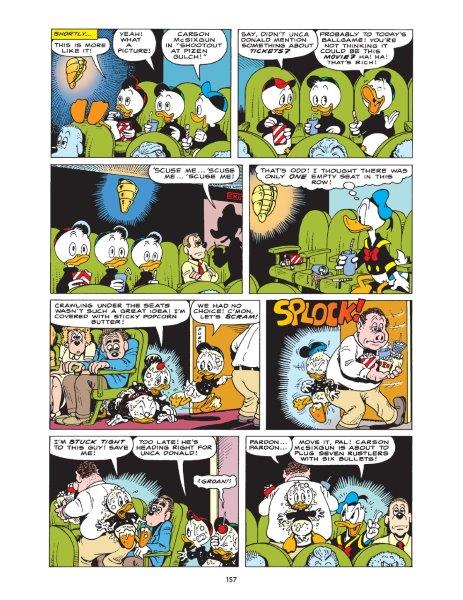 SHORTLY...
THIS IS MORE
LIKE IT!
YEAH!
WHAT
A
PICTURE!
CARSON
McSIXGUN
IN "SHOOTOUT
AT PIZEN
GULCH!"
SAY, DIDN'T UNCA
DONALD MENTION
SOMETHING ABOUT
TICKETS?
PROBABLY TO TODAY'S
BALLGAME! YOU'RE
NOT THINKING IT
COULD BE THIS
MOVIE? HA! HA!
THAT'S RICH!
'SCUSE ME... 'SCUSE
ME... 'SCUSE ME!
EXIT
THAT'S ODD! I THOUGHT THERE WAS
ONLY ONE EMPTY SEAT IN THIS
ROW!
CRAWLING UNDER THE SEATS
WASN'T SUCH A GREAT IDEA! I'M
COVERED WITH STICKY POPCORN
BUTTER!
WE HAD NO
CHOICE! C'MON,
LET'S SCRAM!
SPLOCK!
I'M STUCK TIGHT
TO THIS GUY! SAVE
ME!
TOO LATE! HE'S
HEADING RIGHT FOR
UNCA DONALD!
(GROAN!)
PARDON...
PARDON...
MOVE IT, PAL! CARSON
McSIXGUN IS ABOUT TO
PLUG SEVEN RUSTLERS
WITH SIX BULLETS!
157